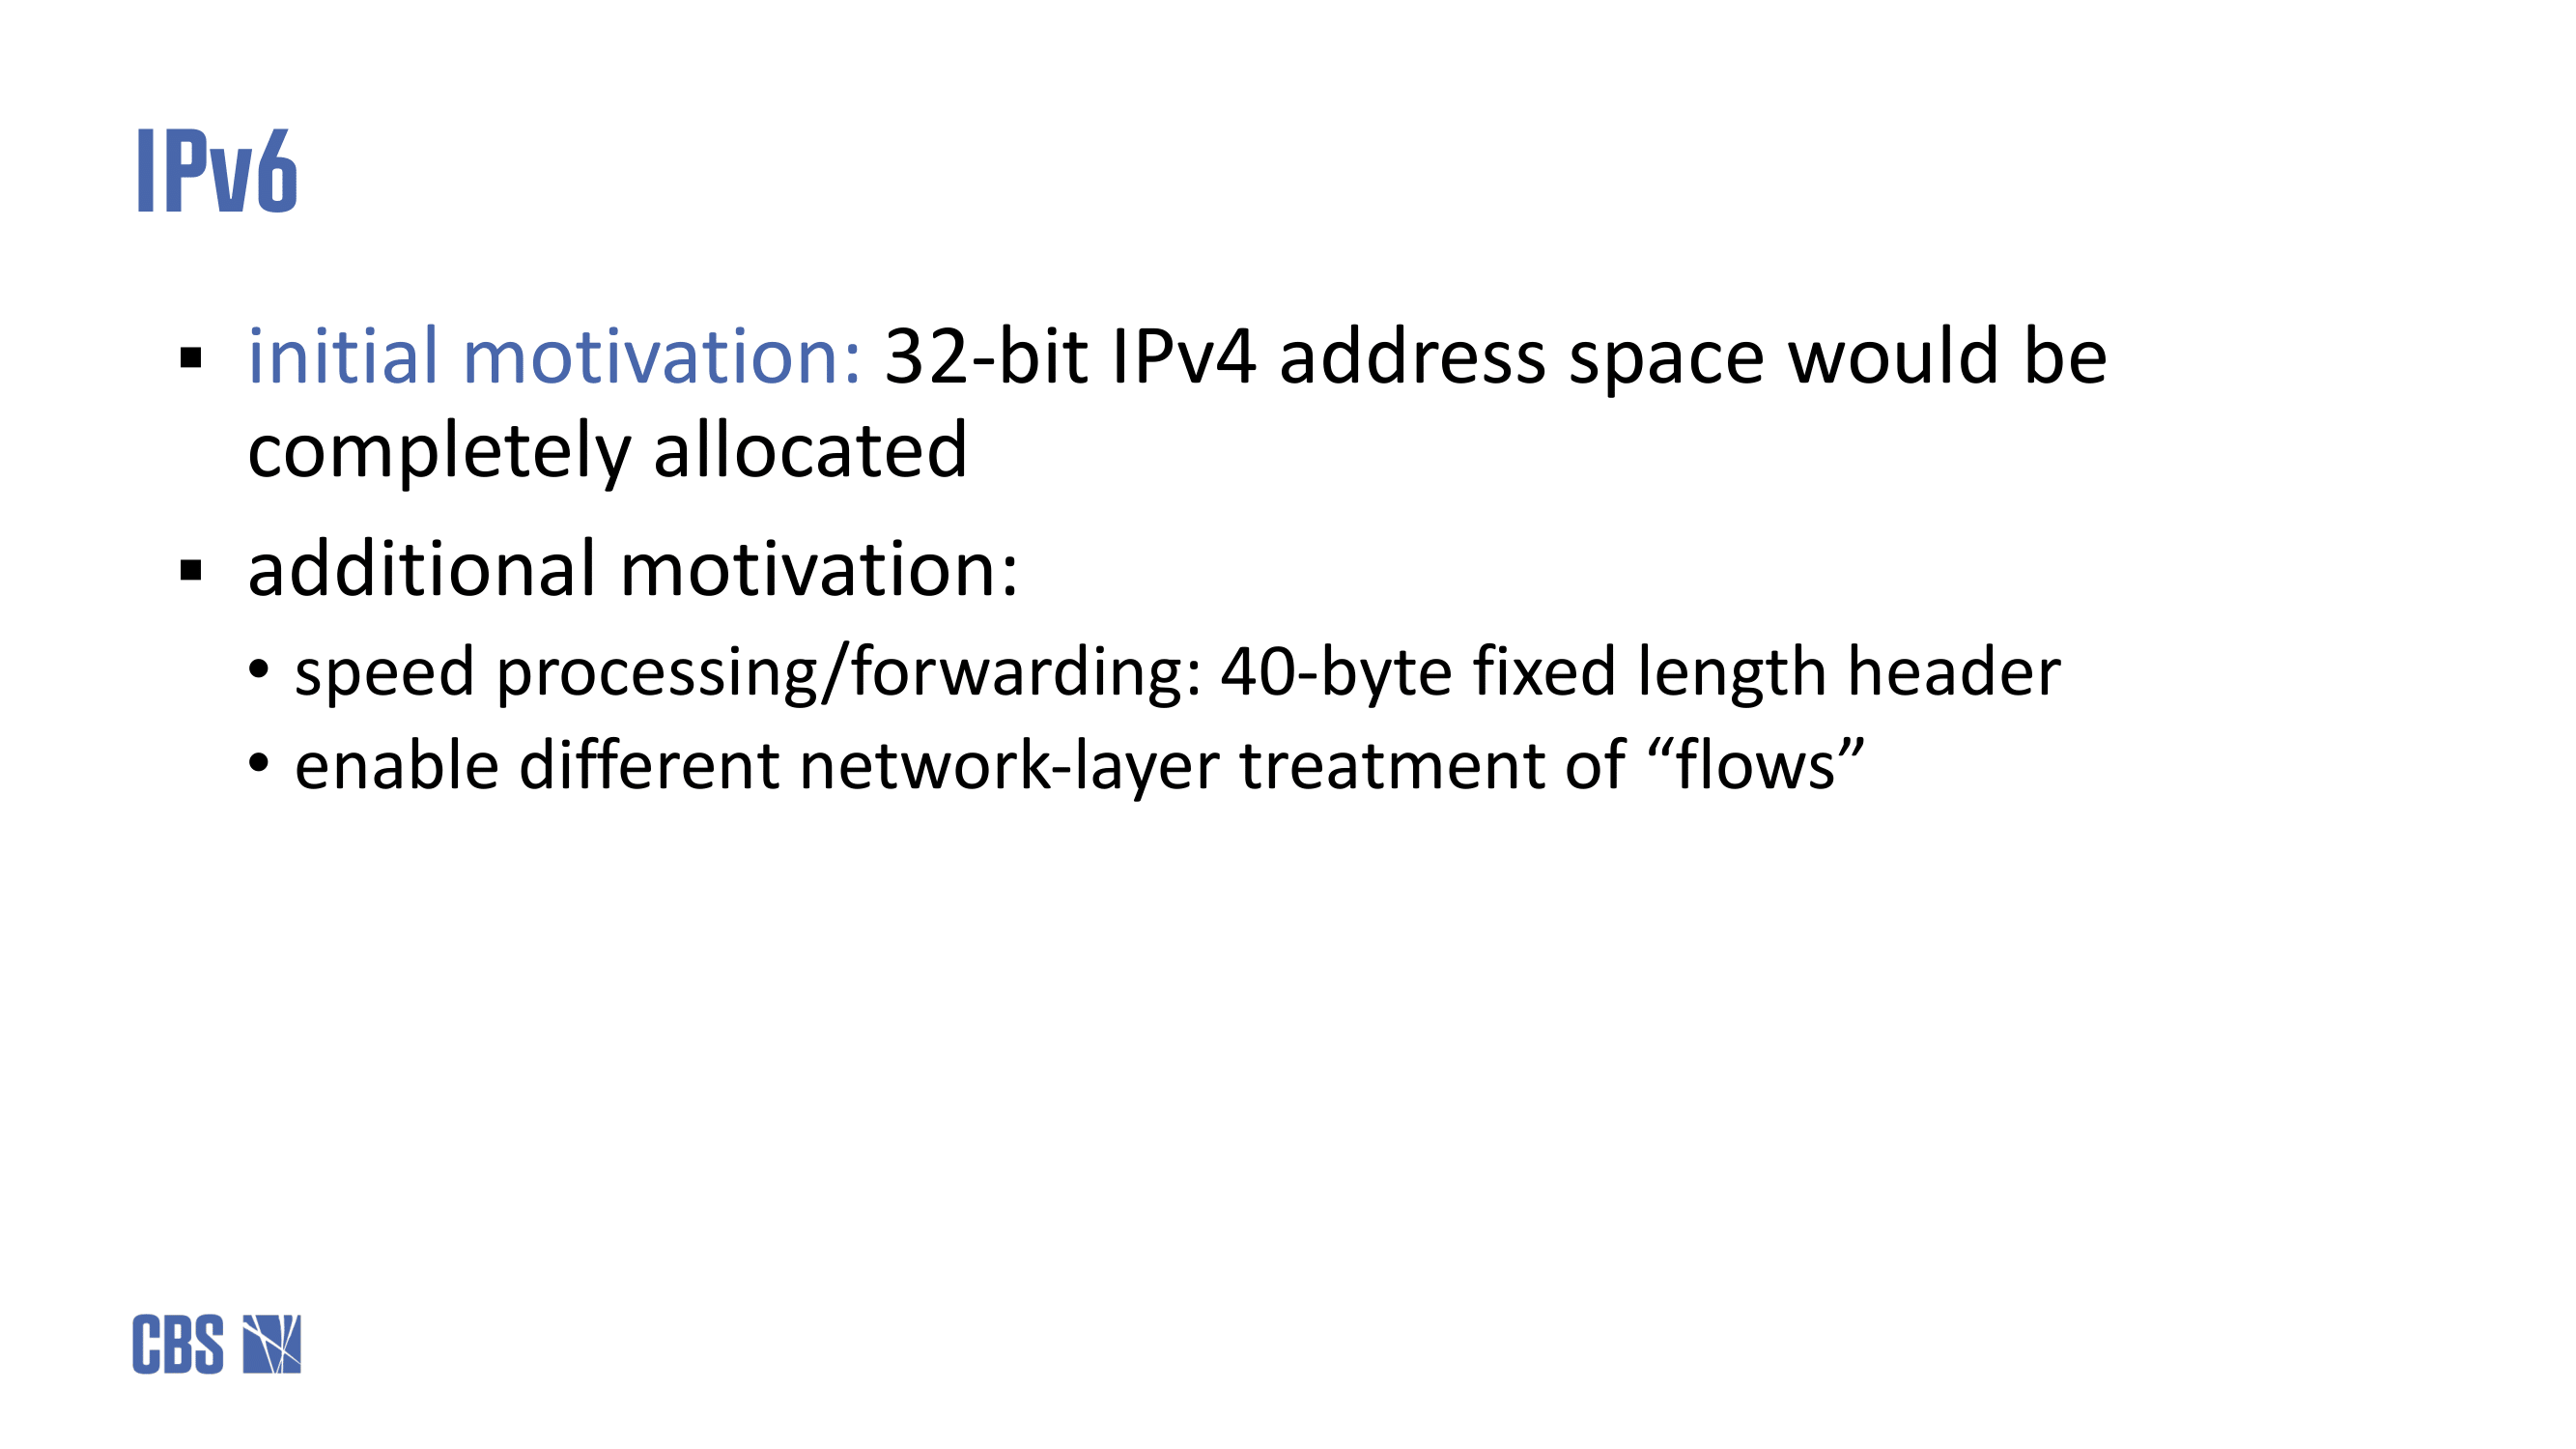 IPv6
▪ initial motivation: 32-bit IPv4 address space would be
completely allocated
▪ additional motivation:
• speed processing/forwarding: 40-byte fixed length header
• enable different network-layer treatment of “flows”
CBS